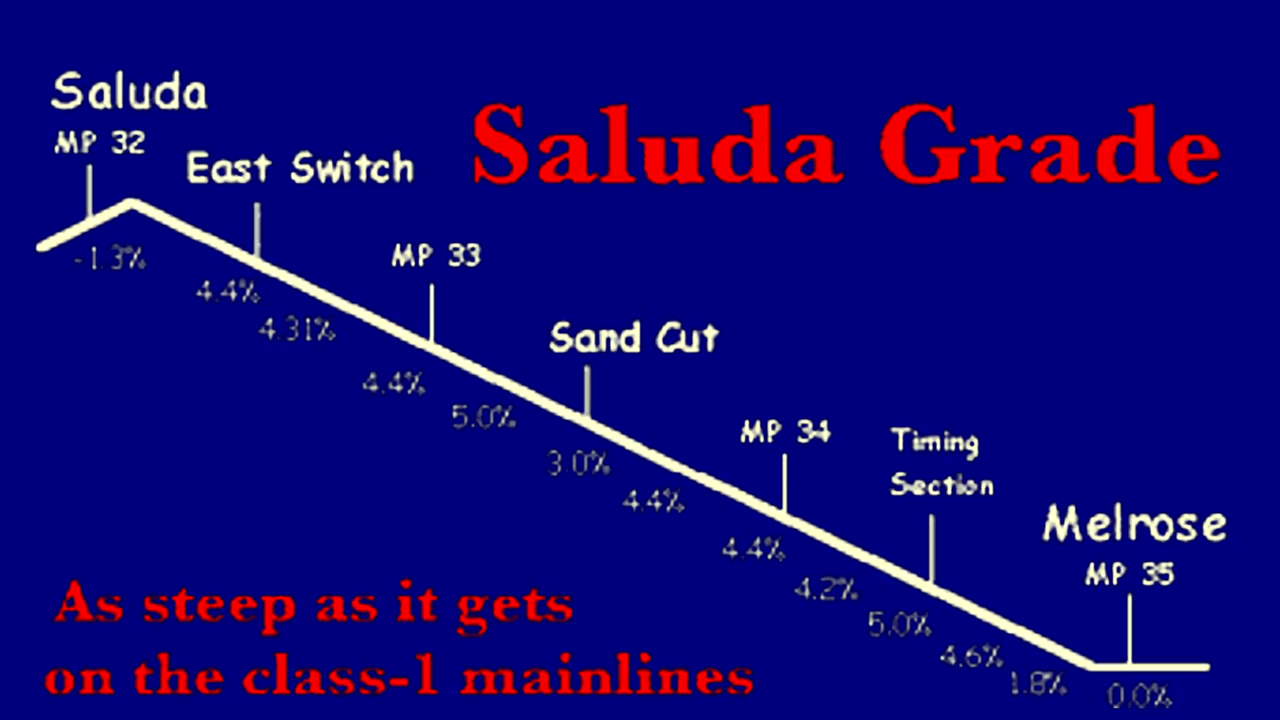 Saluda
MP 32
East Switch
Saluda Grade
-1.3%
4.4%
4.31%
MP 33
4.4%
5.0%
Sand Cut
3.0%
4.4%
MP 34
4.4%
4.2%
Timing
Section
5.0%
4.6%
1.8%
Melrose
MP 35
0.0%
As steep as it gets
on the class-1 mainlines